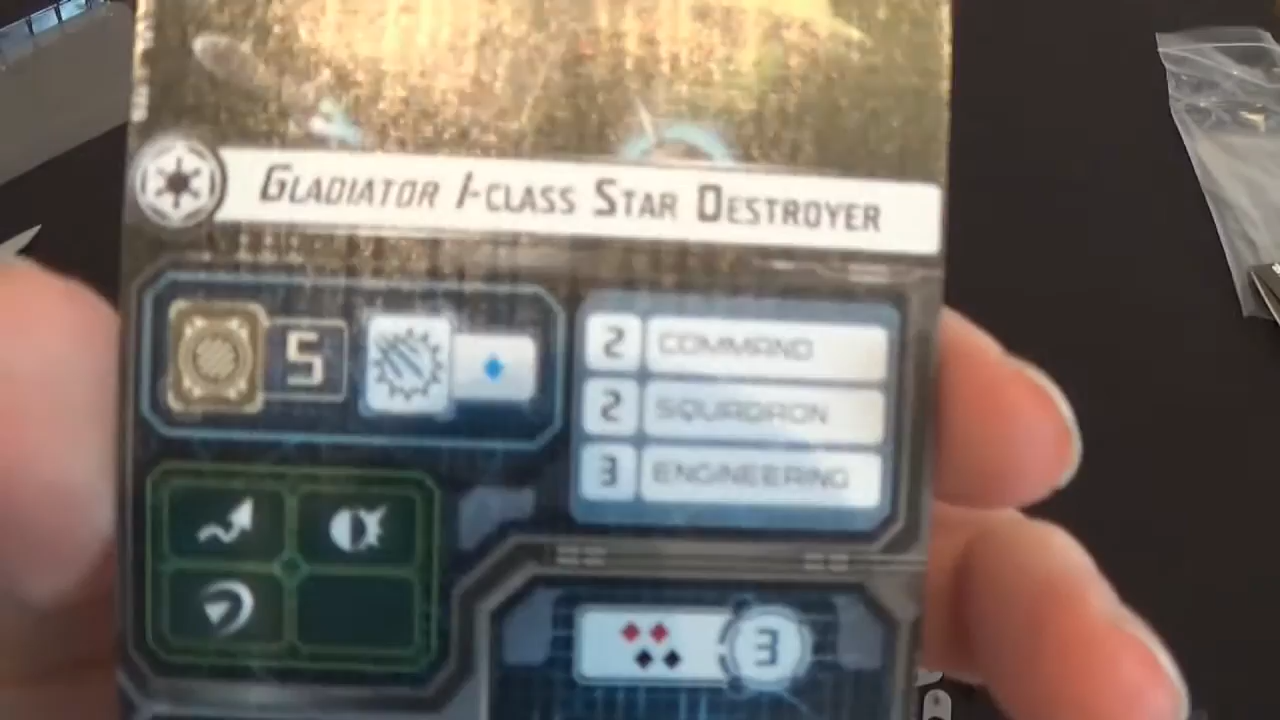 Gladiator I-class Star Destroyer
5
2 Command
2 Squadron
3 Engineering
3